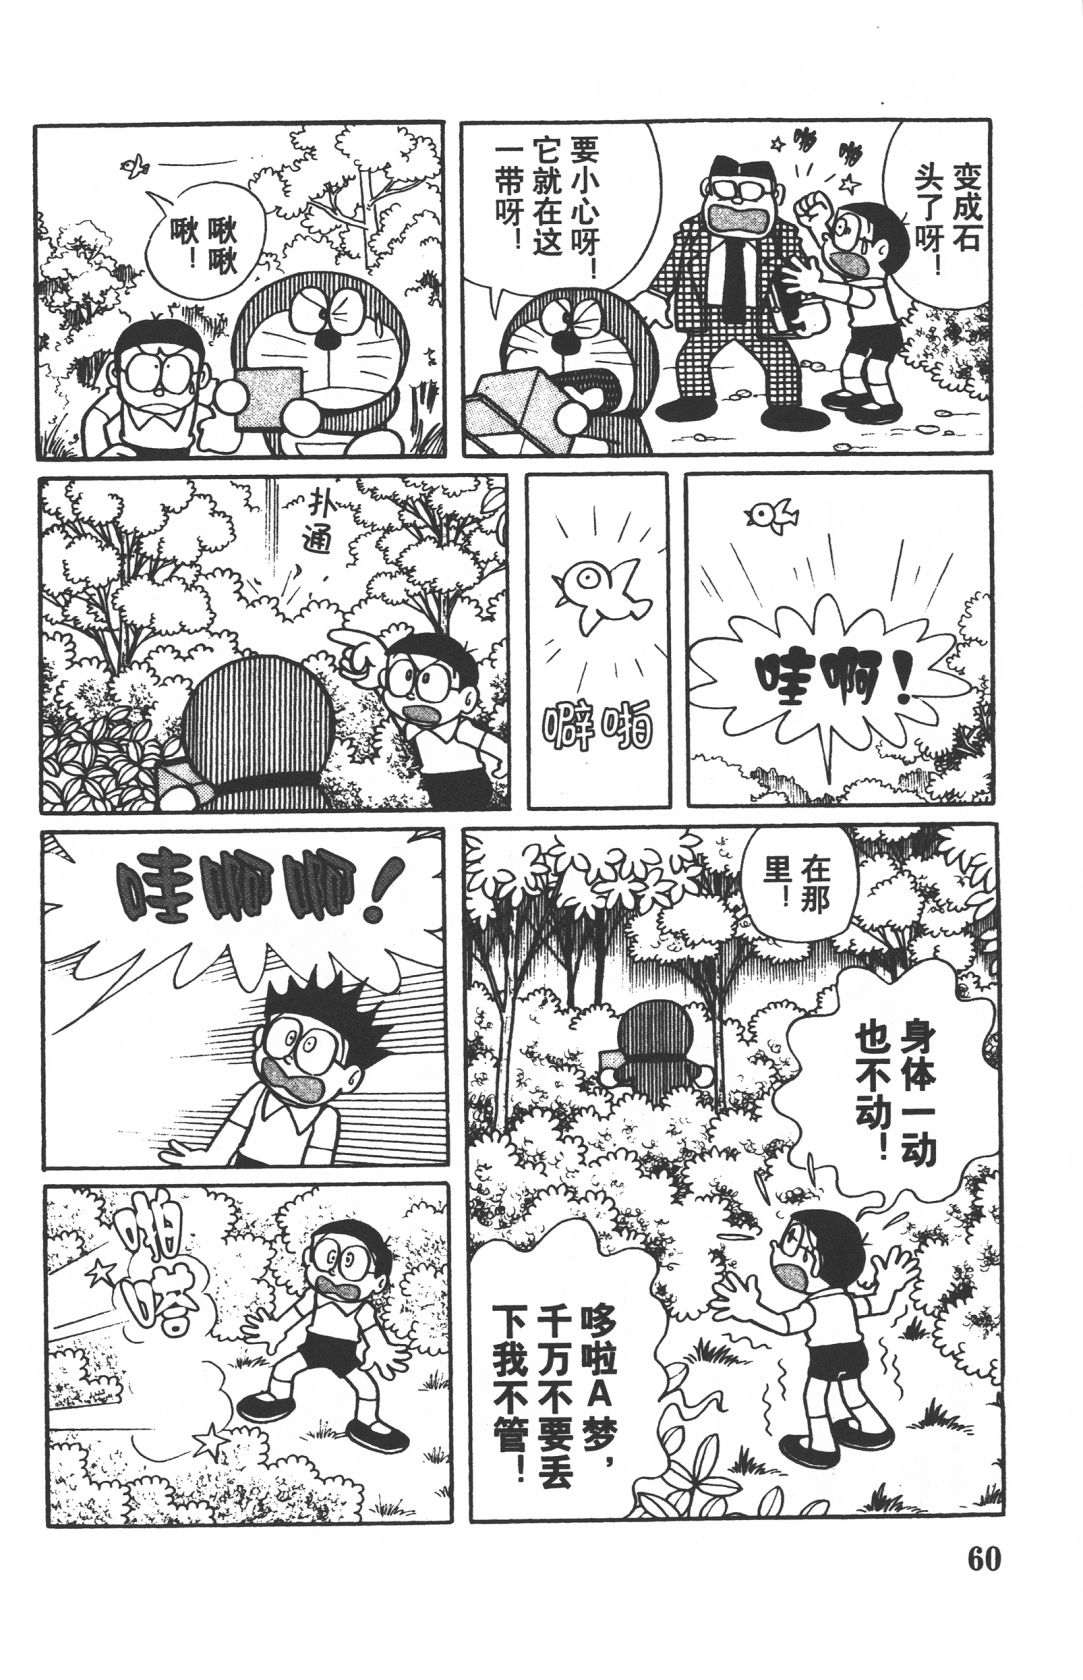 变成石
头了呀！
啪
啪
要小心呀！
它就在这
一带呀！
啾啾
啾！
哇啊！
噼啪
扑通
在那
里！
身体一动
也不动！
哆啦A梦，
千万不要丢
下我不管！
哇啊啊！
啪嗒
60